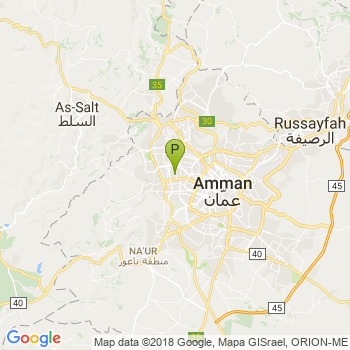 35
As-Salt
السلط
30
Russayfah
الرصيفة
P
Amman
عمان
45
NA'UR
منطقة ناعور
40
45
40
35
Google
Map data ©2018 Google, Mapa GISrael, ORION-ME